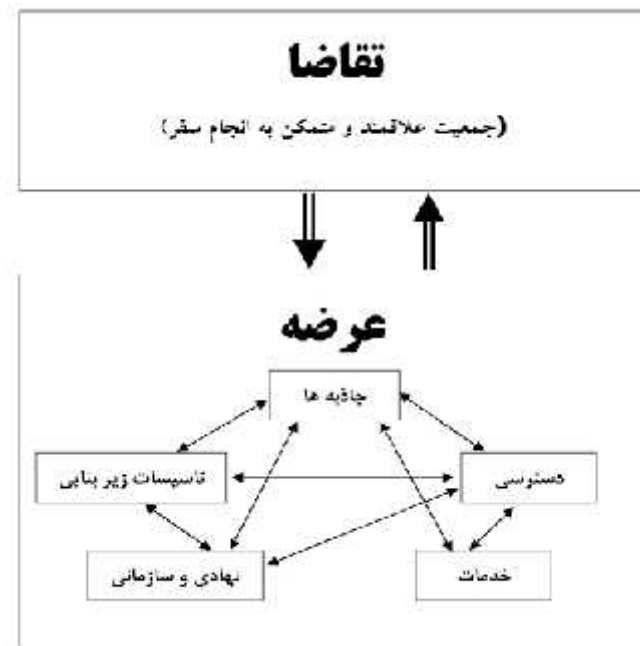 تقاضا
(جمعیت علاقمند و متمکن به انجام سفر)
عرضه
جاذبه ها
تاسیسات زیر بنایی
دسترسی
نهادی و سازمانی
خدمات